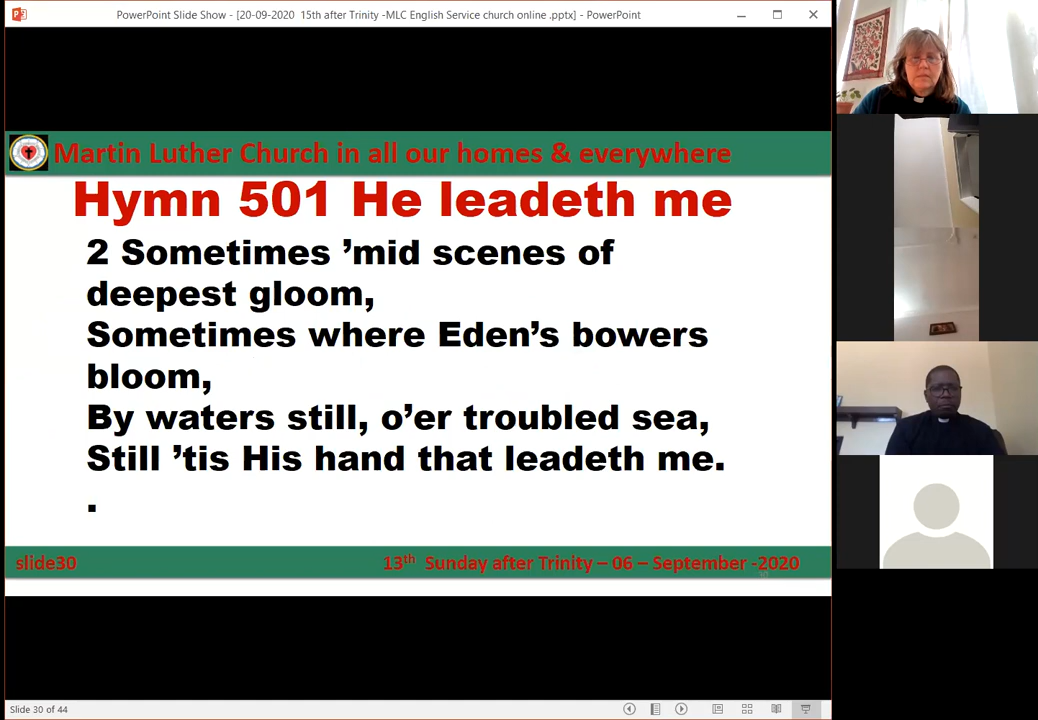 PowerPoint Slide Show - [20-09-2020 15th after Trinity -MLC English Service church online .pptx] - PowerPoint
Martin Luther Church in all our homes & everywhere
Hymn 501 He leadeth me
2 Sometimes ’mid scenes of
deepest gloom,
Sometimes where Eden’s bowers
bloom,
By waters still, o’er troubled sea,
Still ’tis His hand that leadeth me.
.
slide30
13th Sunday after Trinity – 06 – September -2020
Slide 30 of 44